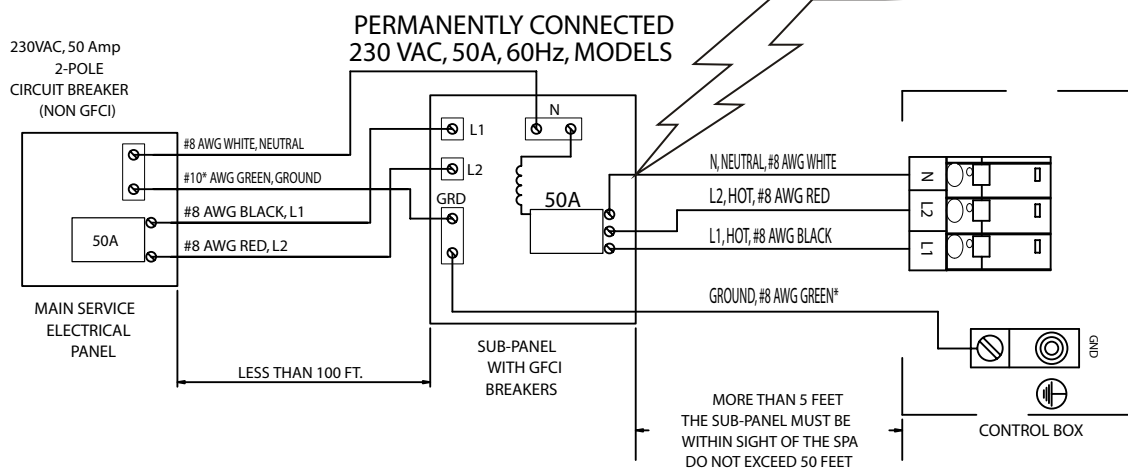 PERMANENTLY CONNECTED
230 VAC, 50A, 60Hz, MODELS
230VAC, 50 Amp
2-POLE
CIRCUIT BREAKER
(NON GFCI)
#8 AWG WHITE, NEUTRAL
#10* AWG GREEN, GROUND
#8 AWG BLACK, L1
#8 AWG RED, L2
50A
MAIN SERVICE
ELECTRICAL
PANEL
LESS THAN 100 FT.
L1
N
L2
GRD
50A
SUB-PANEL
WITH GFCI
BREAKERS
N, NEUTRAL, #8 AWG WHITE
L2, HOT, #8 AWG RED
L1, HOT, #8 AWG BLACK
GROUND, #8 AWG GREEN*
N
L2
L1
GND
MORE THAN 5 FEET
THE SUB-PANEL MUST BE
WITHIN SIGHT OF THE SPA
DO NOT EXCEED 50 FEET
CONTROL BOX